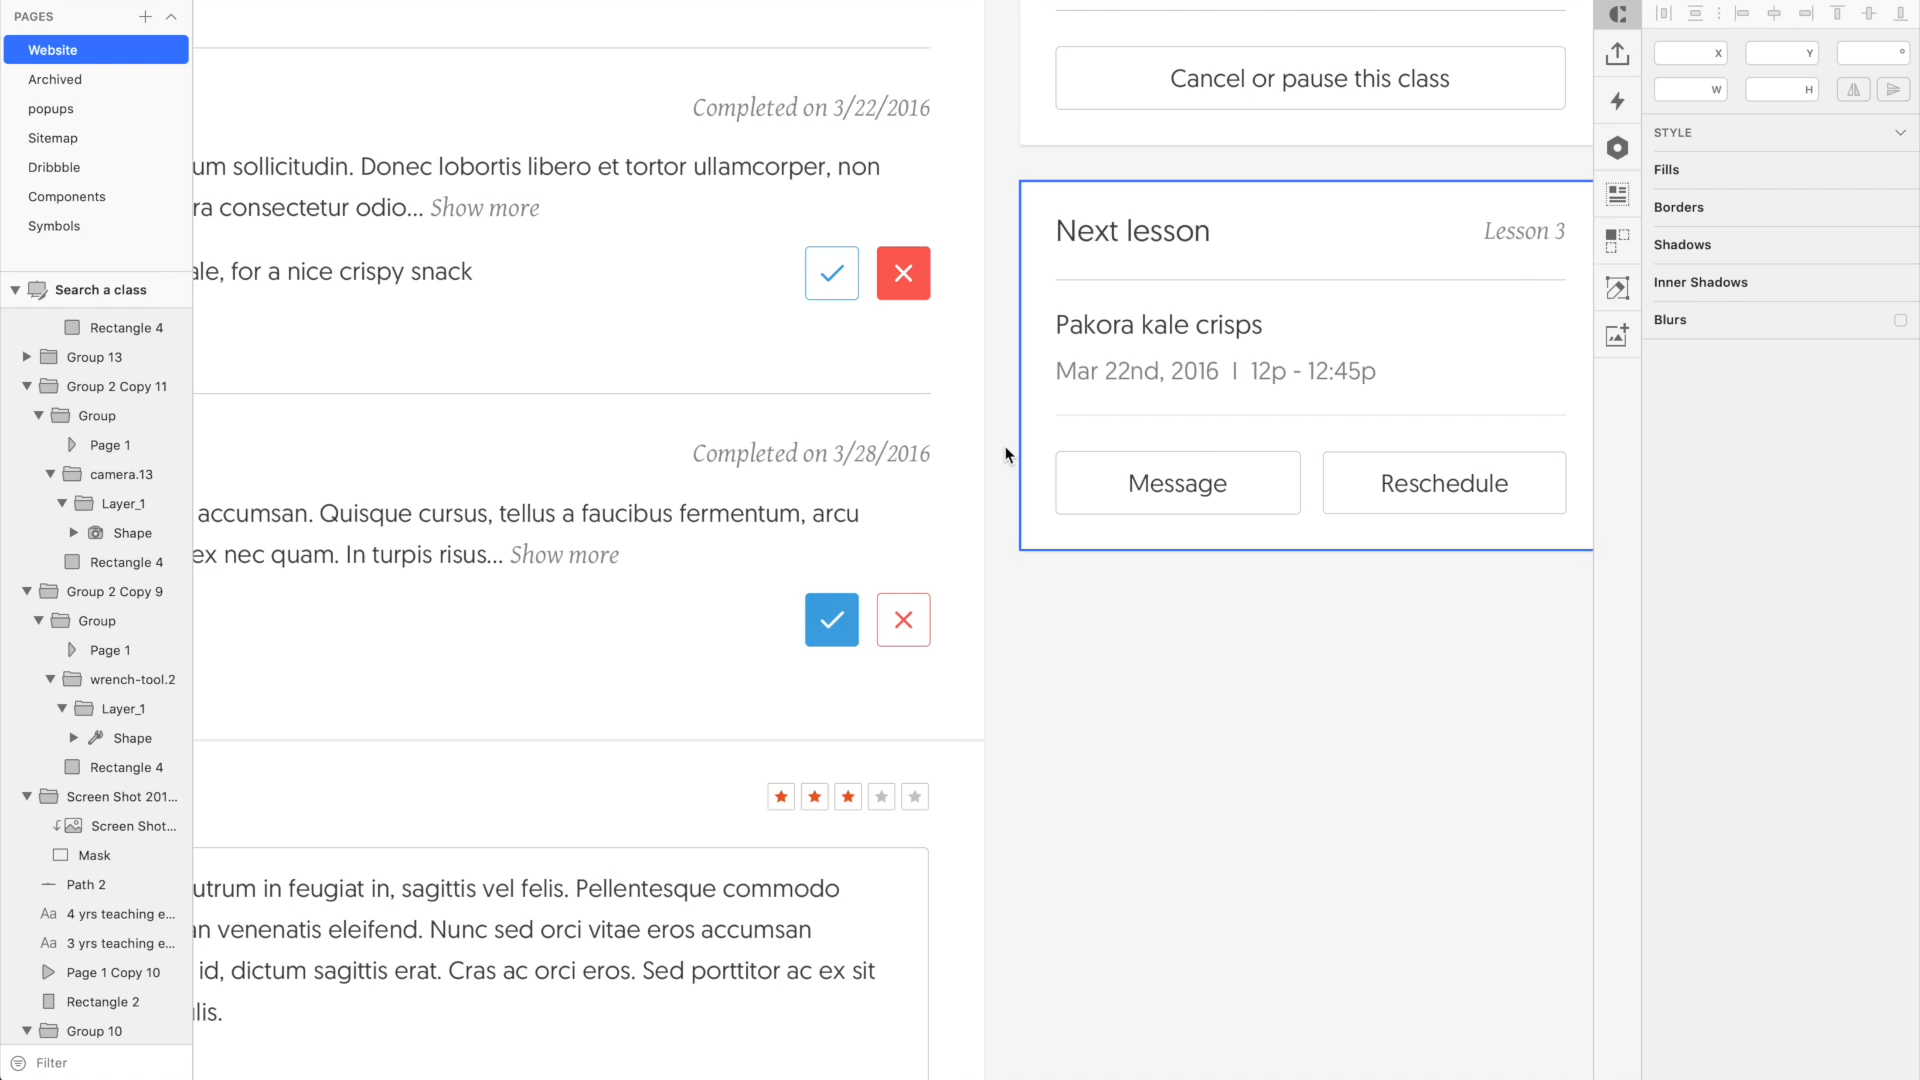 PAGES
Website
Archived
popups
Sitemap
Dribbble
Components
Symbols
Search a class
Rectangle 4
Group 13
Group 2 Copy 11
Group
Page 1
camera.13
Layer_1
Shape
Rectangle 4
Group 2 Copy 9
Group
Page 1
wrench-tool.2
Layer_1
Shape
Rectangle 4
Screen Shot 201...
Screen Shot...
Mask
Path 2
Aa 4 yrs teaching e...
Aa 3 yrs teaching e...
Page 1 Copy 10
Rectangle 2
Group 10
Filter
Completed on 3/22/2016
um sollicitudin. Donec lobortis libero et tortor ullamcorper, non
ra consectetur odio... Show more
ale, for a nice crispy snack
Completed on 3/28/2016
accumsan. Quisque cursus, tellus a faucibus fermentum, arcu
ex nec quam. In turpis risus... Show more
utrum in feugiat in, sagittis vel felis. Pellentesque commodo
an venenatis eleifend. Nunc sed orci vitae eros accumsan
id, dictum sagittis erat. Cras ac orci eros. Sed porttitor ac ex sit
ulis.
Cancel or pause this class
Next lesson Lesson 3
Pakora kale crisps
Mar 22nd, 2016 | 12p - 12:45p
Message Reschedule
X Y °
W H
STYLE
Fills
Borders
Shadows
Inner Shadows
Blurs